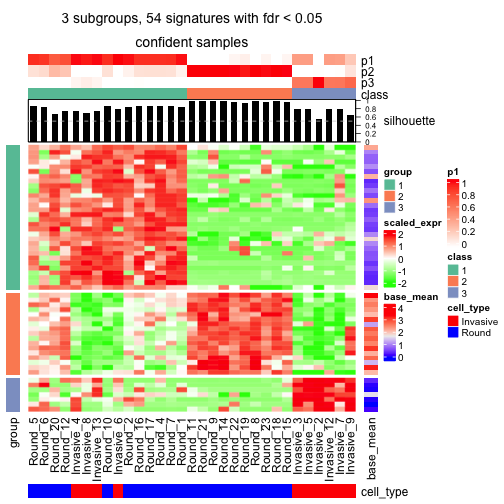 3 subgroups, 54 signatures with fdr < 0.05
confident samples
p1
p2
p3
class
1
0.8
0.6
0.4
0.2
0
silhouette
group
1
2
3
scaled_expr
2
1
0
-1
-2
base_mean
4
3
2
1
0
p1
1
0.8
0.6
0.4
0.2
0
class
1
2
3
cell_type
Invasive
Round
group
Round_5
Round_20
Round_12
Invasive_4
Invasive_8
Invasive_13
Round_10
Invasive_6
Round_2
Round_16
Round_17
Round_4
Round_7
Round_1
Round_11
Round_21
Round_9
Round_14
Round_22
Round_19
Round_8
Round_23
Round_18
Round_15
Invasive_3
Invasive_5
Invasive_2
Invasive_12
Invasive_7
Invasive_9
base_mean
cell_type